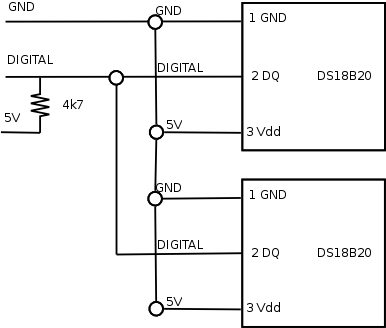 GND
GND
1 GND
DIGITAL
DIGITAL
2 DQ
DS18B20
4k7
5V
5V
3 Vdd
GND
1 GND
DIGITAL
2 DQ
DS18B20
5V
3 Vdd